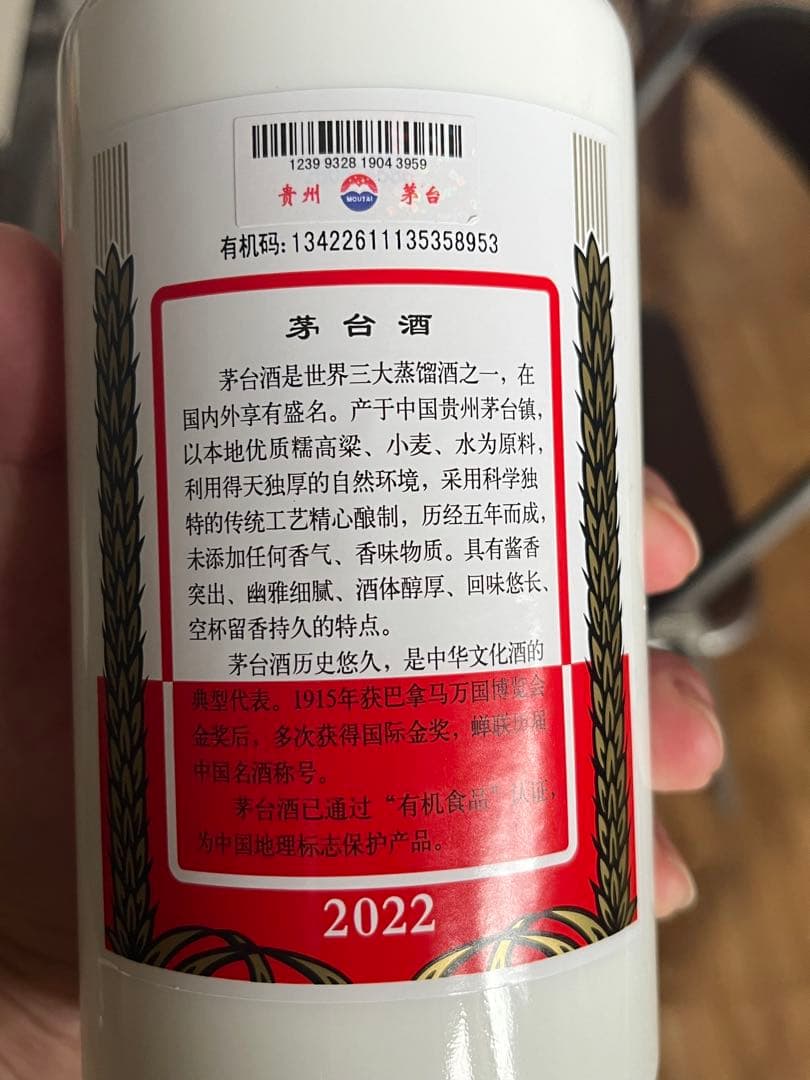 1239 9328 1904 3959
贵州 MOUTAI 茅台
有机码:13422611135358953
茅台酒
茅台酒是世界三大蒸馏酒之一，在
国内外享有盛名。产于中国贵州茅台镇，
以本地优质糯高粱、小麦、水为原料，
利用得天独厚的自然环境，采用科学独
特的传统工艺精心酿制，历经五年而成，
未添加任何香气、香味物质。具有酱香
突出、幽雅细腻、酒体醇厚、回味悠长、
空杯留香持久的特点。
茅台酒历史悠久，是中华文化酒的
典型代表。1915年获巴拿马万国博览会
金奖后，多次获得国际金奖，蝉联历届
中国名酒称号。
茅台酒已通过“有机食品”认证，
为中国地理标志保护产品。
2022